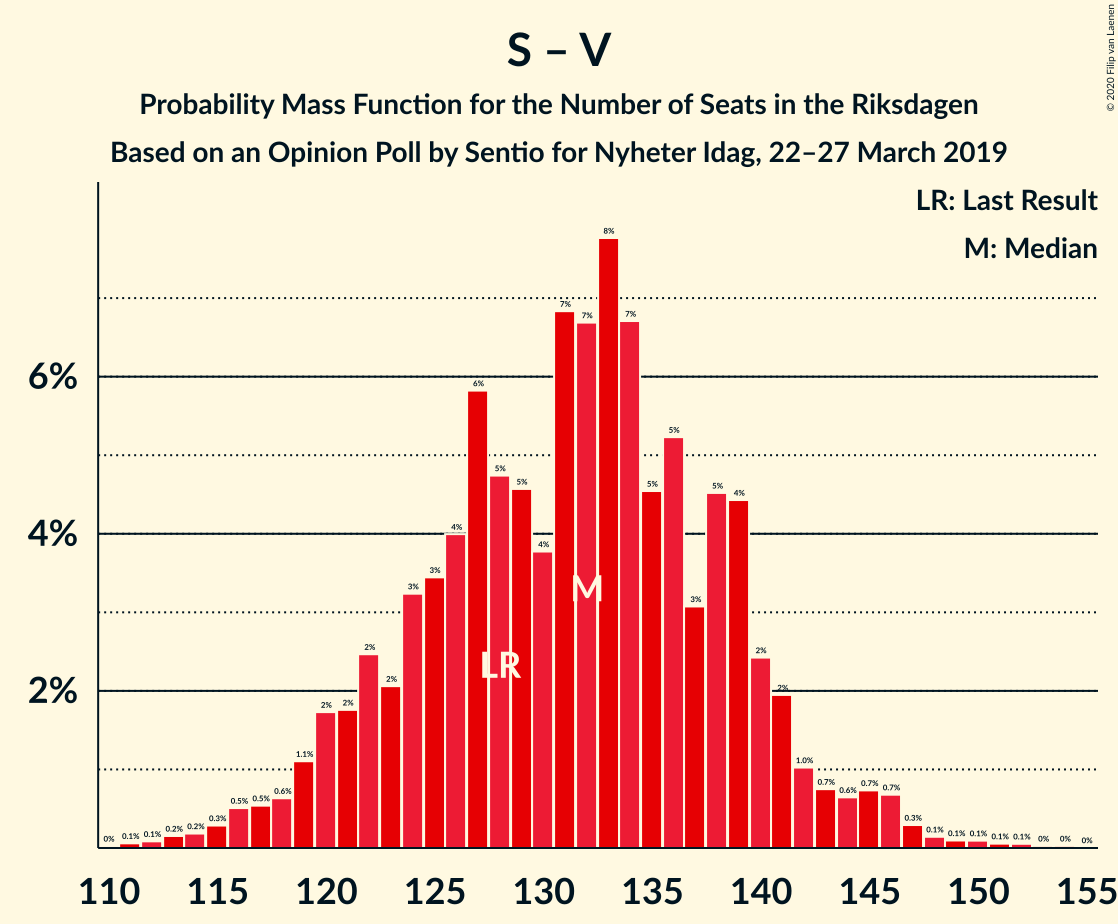 S – V
Probability Mass Function for the Number of Seats in the Riksdagen
Based on an Opinion Poll by Sentio for Nyheter Idag, 22–27 March 2019
© 2020 Filip van Laenen
LR: Last Result
M: Median
6%
4%
2%
0% 0.1% 0.1% 0.2% 0.2% 0.3% 0.5% 0.5% 0.6% 1.1% 2% 2% 2% 2% 3% 3% 4% 6% 5% 5% 4% 7% 7% 8% 7% 5% 5% 3% 5% 4% 2% 2% 1.0% 0.7% 0.6% 0.7% 0.7% 0.3% 0.1% 0.1% 0.1% 0.1% 0.1% 0% 0% 0%
M
LR
110 115 120 125 130 135 140 145 150 155